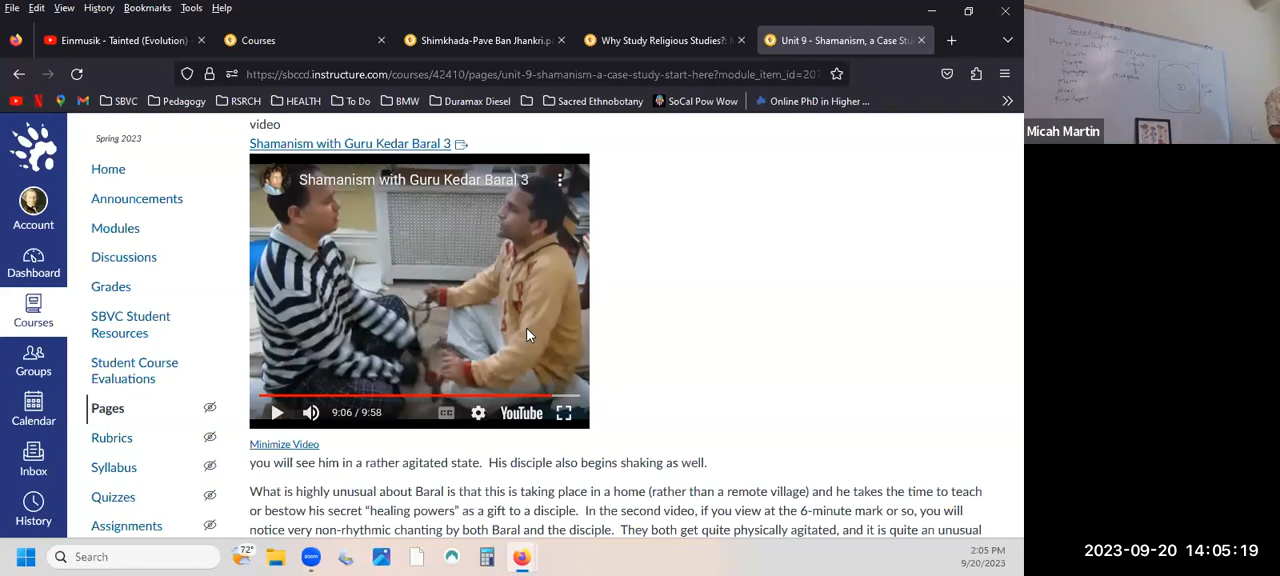 File Edit View History Bookmarks Tools Help
Einmusik - Tainted (Evolution)
Courses
Shimkhada-Pave Ban Jhankri.p
Why Study Religious Studies?: M
Unit 9 - Shamanism, a Case Stu
https://sbccd.instructure.com/courses/42410/pages/unit-9-shamanism-a-case-study-start-here?module_item_id=207
SBVC Pedagogy RSRCH HEALTH To Do BMW Duramax Diesel Sacred Ethnobotany SoCal Pow Wow Online PhD in Higher ...
Micah Martin
Spring 2023
Home
Announcements
Modules
Discussions
Grades
SBVC Student
Resources
Student Course
Evaluations
Pages
Rubrics
Syllabus
Quizzes
Assignments
Account
Dashboard
Courses
Groups
Calendar
Inbox
History
video
Shamanism with Guru Kedar Baral 3
Shamanism with Guru Kedar Baral 3
9:06 / 9:58
CC
YouTube
Minimize Video
you will see him in a rather agitated state. His disciple also begins shaking as well.
What is highly unusual about Baral is that this is taking place in a home (rather than a remote village) and he takes the time to teach
or bestow his secret “healing powers” as a gift to a disciple. In the second video, if you view at the 6-minute mark or so, you will
notice very non-rhythmic chanting by both Baral and the disciple. They both get quite physically agitated, and it is quite an unusual
Search
72°
zoom
2:05 PM
9/20/2023
2023-09-20 14:05:19